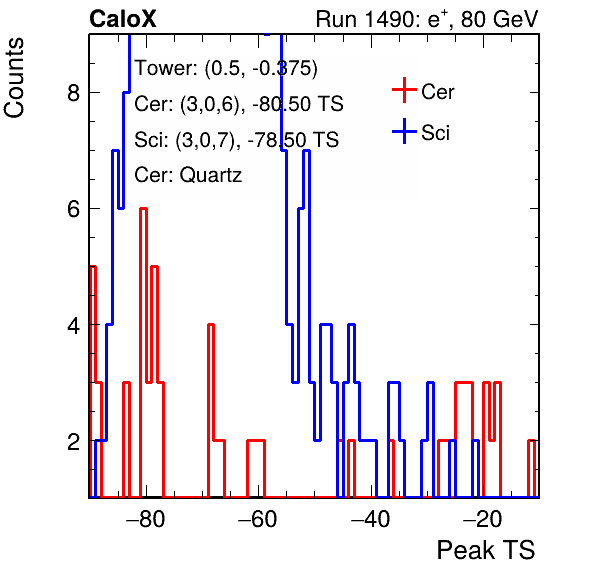 CaloX
Run 1490: e+, 80 GeV
Counts
Tower: (0.5, -0.375)
Cer: (3,0,6), -80.50 TS
Sci: (3,0,7), -78.50 TS
Cer: Quartz
Cer
Sci
8
6
4
2
−80 −60 −40 −20
Peak TS